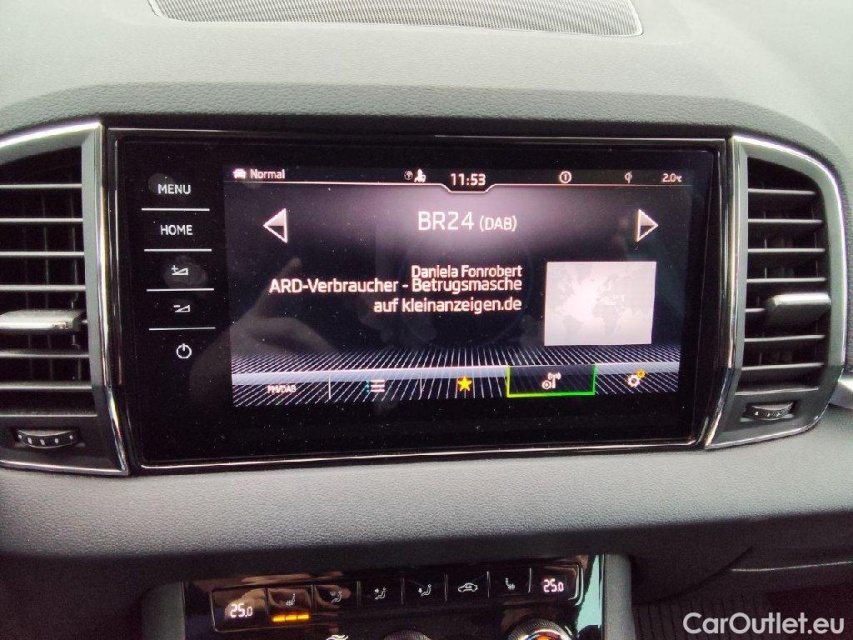 MENU
HOME
Normal
11:53
2.0°C
BR24 (DAB)
Daniela Fonrobert
ARD-Verbraucher - Betrugsmasche
auf kleinanzeigen.de
FM/DAB
25.0
25.0
CarOutlet.eu